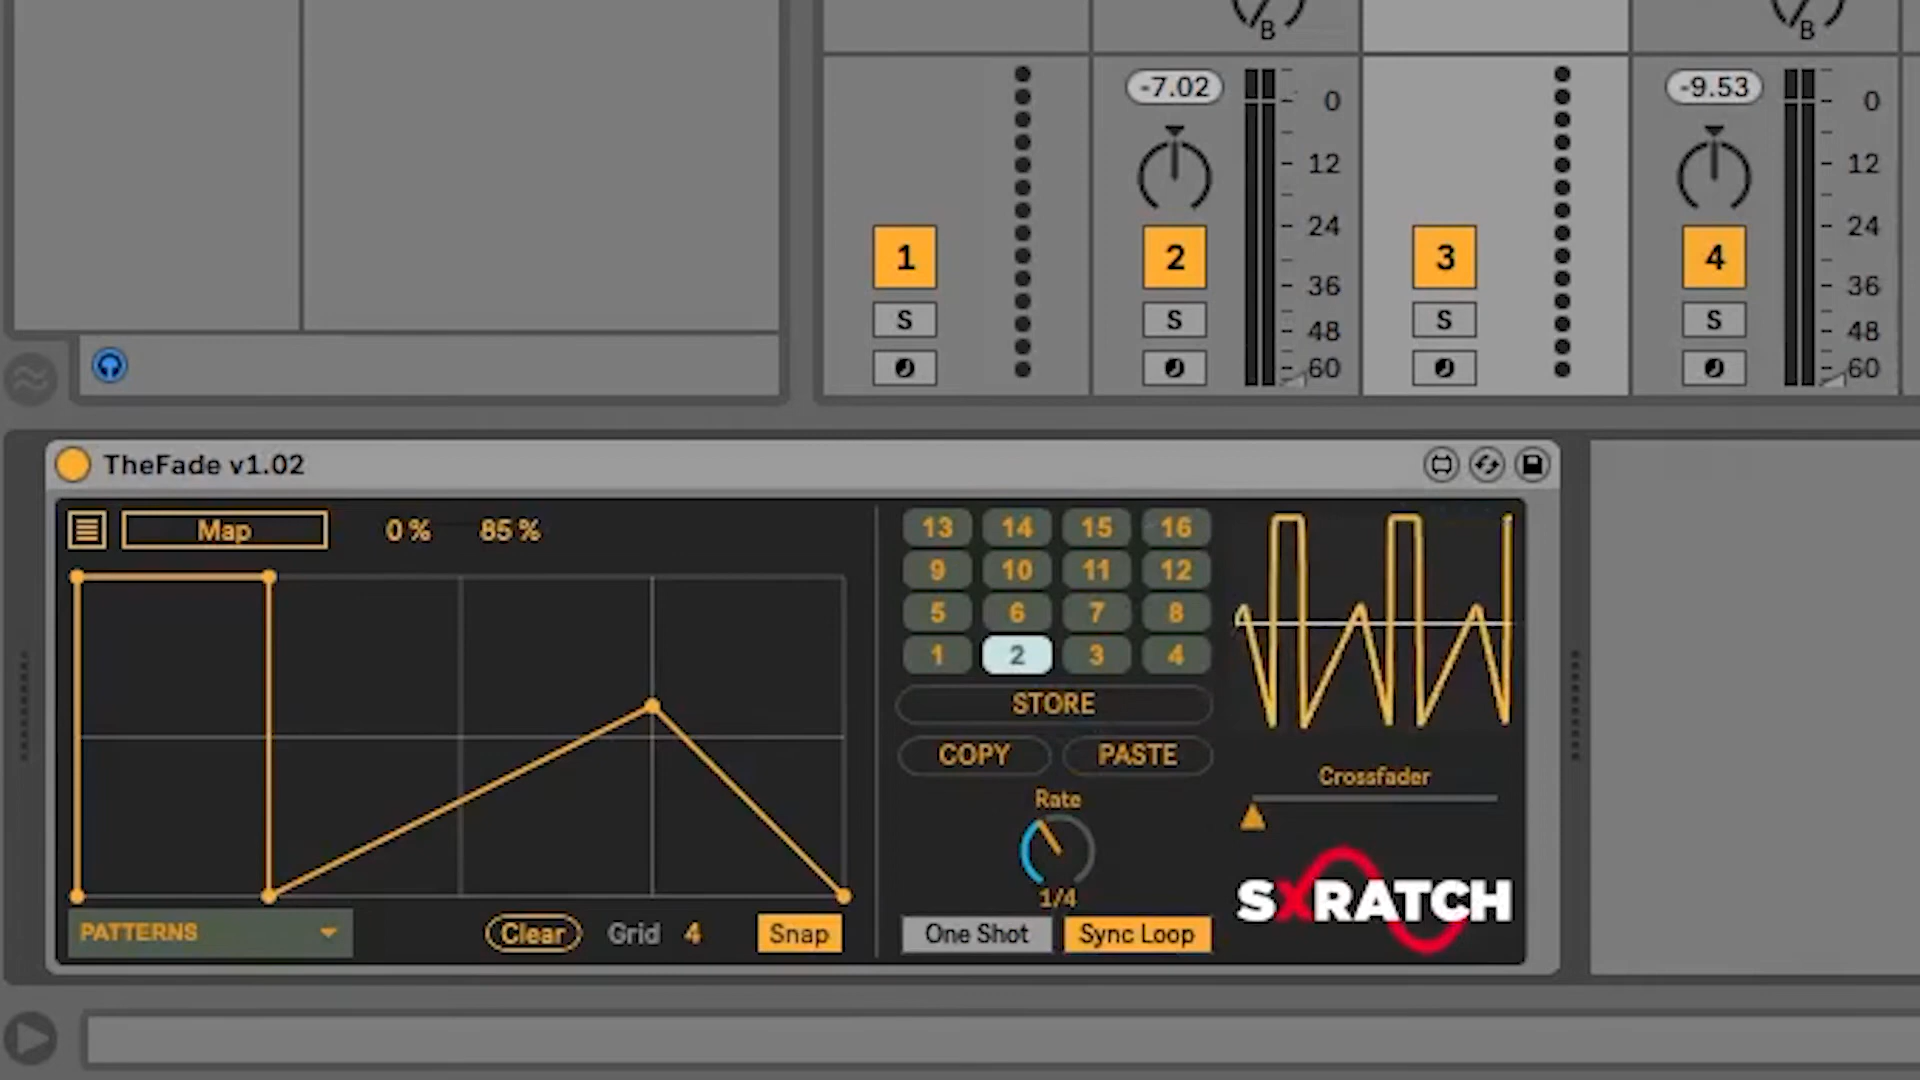 B B
-7.02 -9.53
0 0
12 12
24 24
1 2 3 4
36 36
S S S S
48 48
60 60
TheFade v1.02
Map 0 % 85 %
13 14 15 16
9 10 11 12
5 6 7 8
1 2 3 4
STORE
COPY PASTE
Crossfader
Rate
1/4
SXRATCH
PATTERNS Clear Grid 4 Snap One Shot Sync Loop